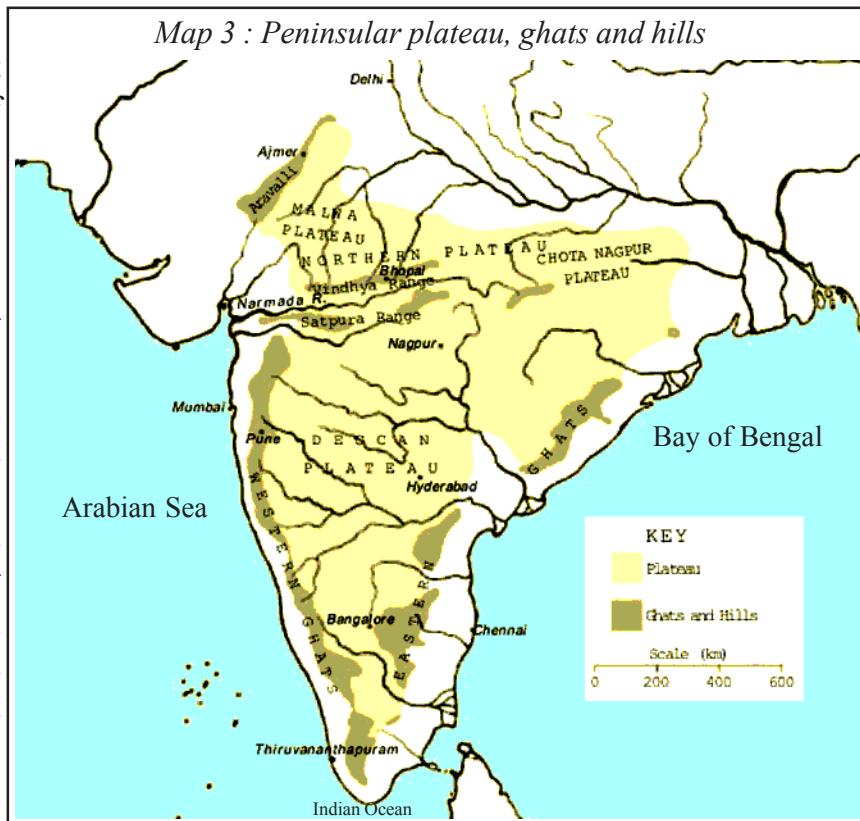 Map 3 : Peninsular plateau, ghats and hills
Delhi
Ajmer
Aravalli
MALWA
PLATEAU
NORTHERN PLATEAU
Bhopal
CHOTA NAGPUR
PLATEAU
Vindhya Range
Narmada R.
Satpura Range
Nagpur
Mumbai
Pune
DESCAN
PLATEAU
Hyderabad
GHATS
Bay of Bengal
Arabian Sea
WESTERN GHATS
EASTERN
Bangalore
Chennai
KEY
Plateau
Ghats and Hills
Scale (km)
0 200 400 600
Thiruvananthapuram
Indian Ocean